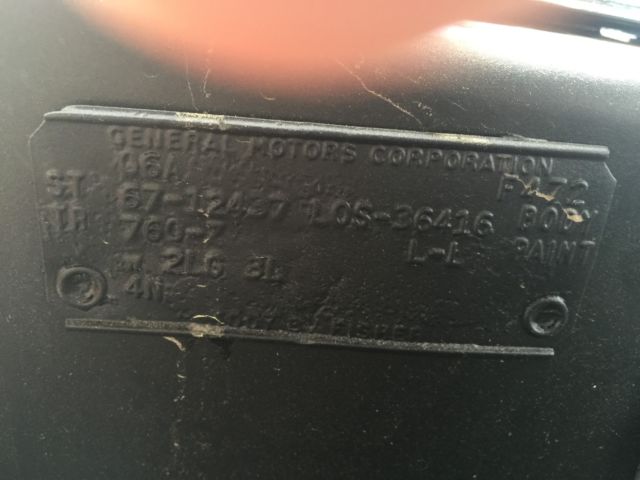 GENERAL MOTORS CORPORATION
06A
ST 67-12437 LOS-36416 BODY
TR 760-7 L-L PAINT
2LG
4N
BODY BY FISHER